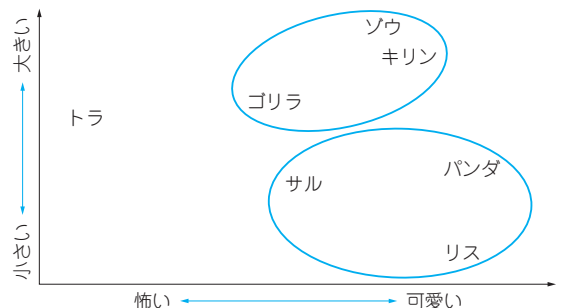 大きい
小さい
ゾウ
キリン
ゴリラ
トラ
サル
パンダ
リス
怖い
可愛い